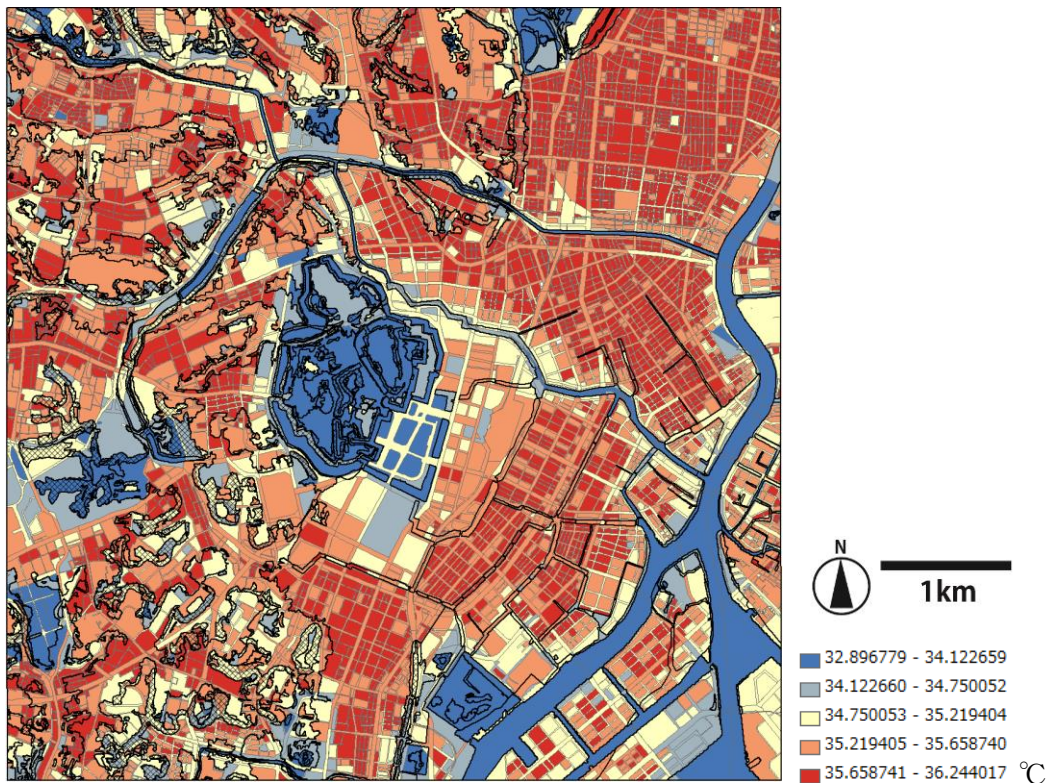 N
1km
32.896779 - 34.122659
34.122660 - 34.750052
34.750053 - 35.219404
35.219405 - 35.658740
35.658741 - 36.244017 ℃